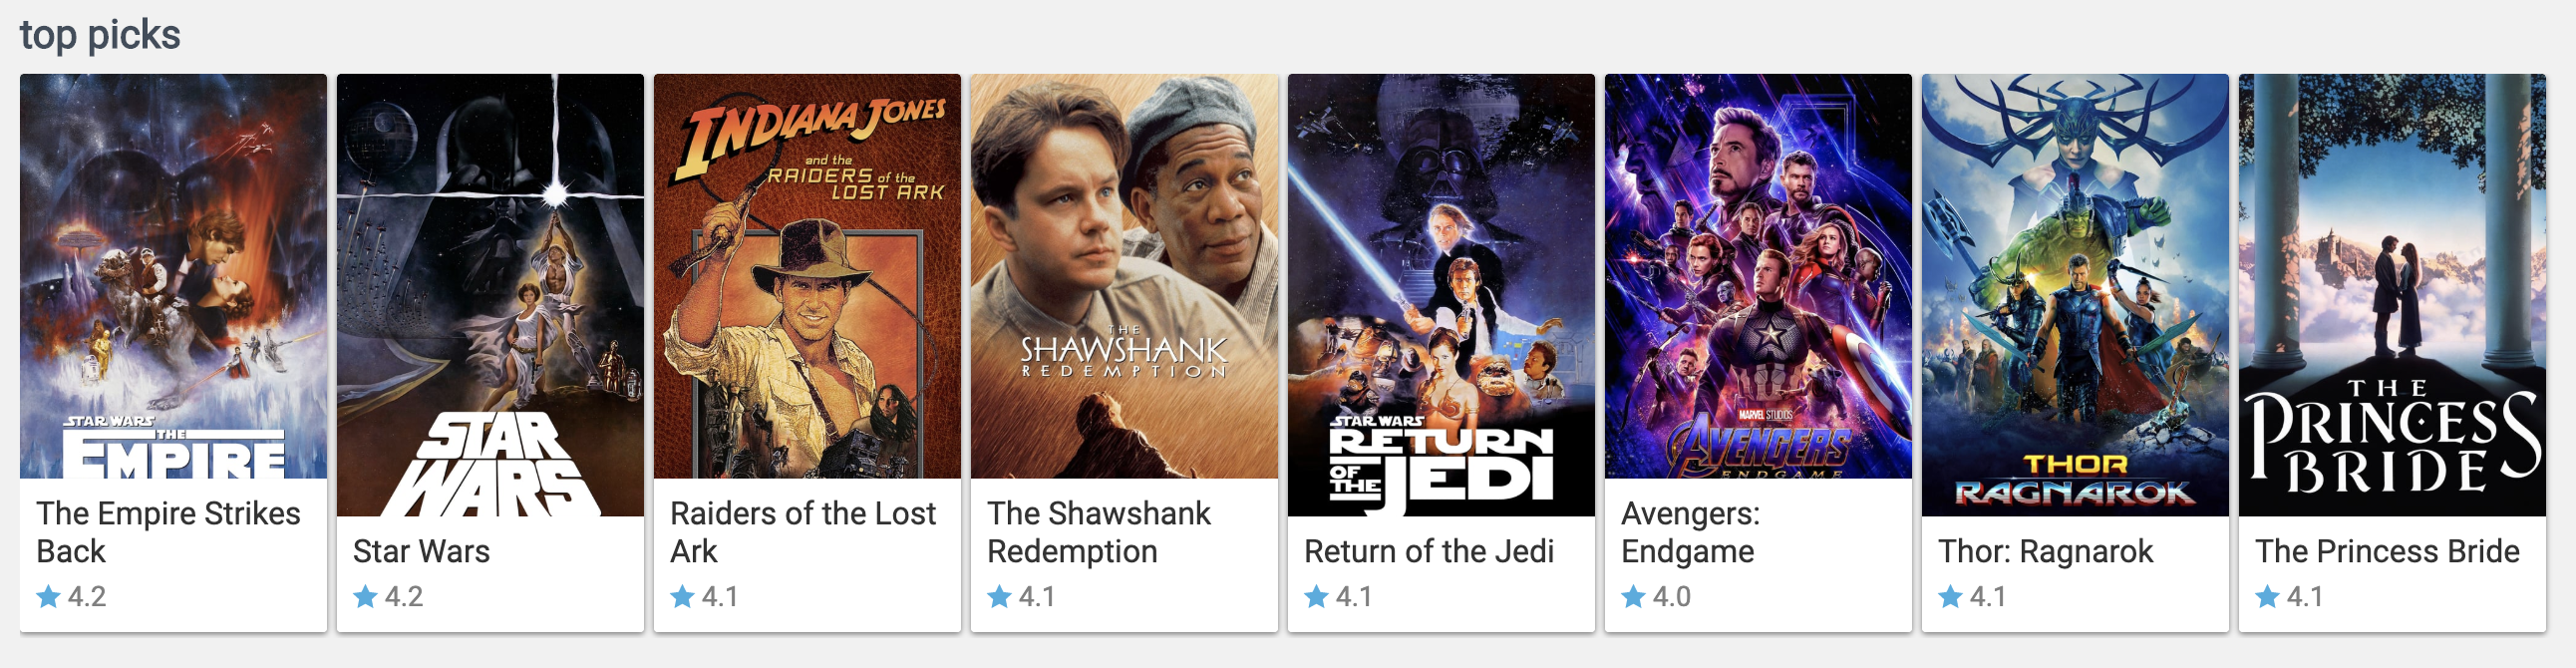 top picks
STAR WARS
THE
EMPIRE
The Empire Strikes
Back
4.2
STAR
WARS
Star Wars
4.2
INDIANA JONES
and the
RAIDERS of the
LOST ARK
Raiders of the Lost
Ark
4.1
THE
SHAWSHANK
REDEMPTION
The Shawshank
Redemption
4.1
STAR WARS
RETURN
OF THE JEDI
Return of the Jedi
4.1
MARVEL STUDIOS
AVENGERS
ENDGAME
Avengers:
Endgame
4.0
THOR
RAGNAROK
Thor: Ragnarok
4.1
THE
PRINCESS
BRIDE
The Princess Bride
4.1